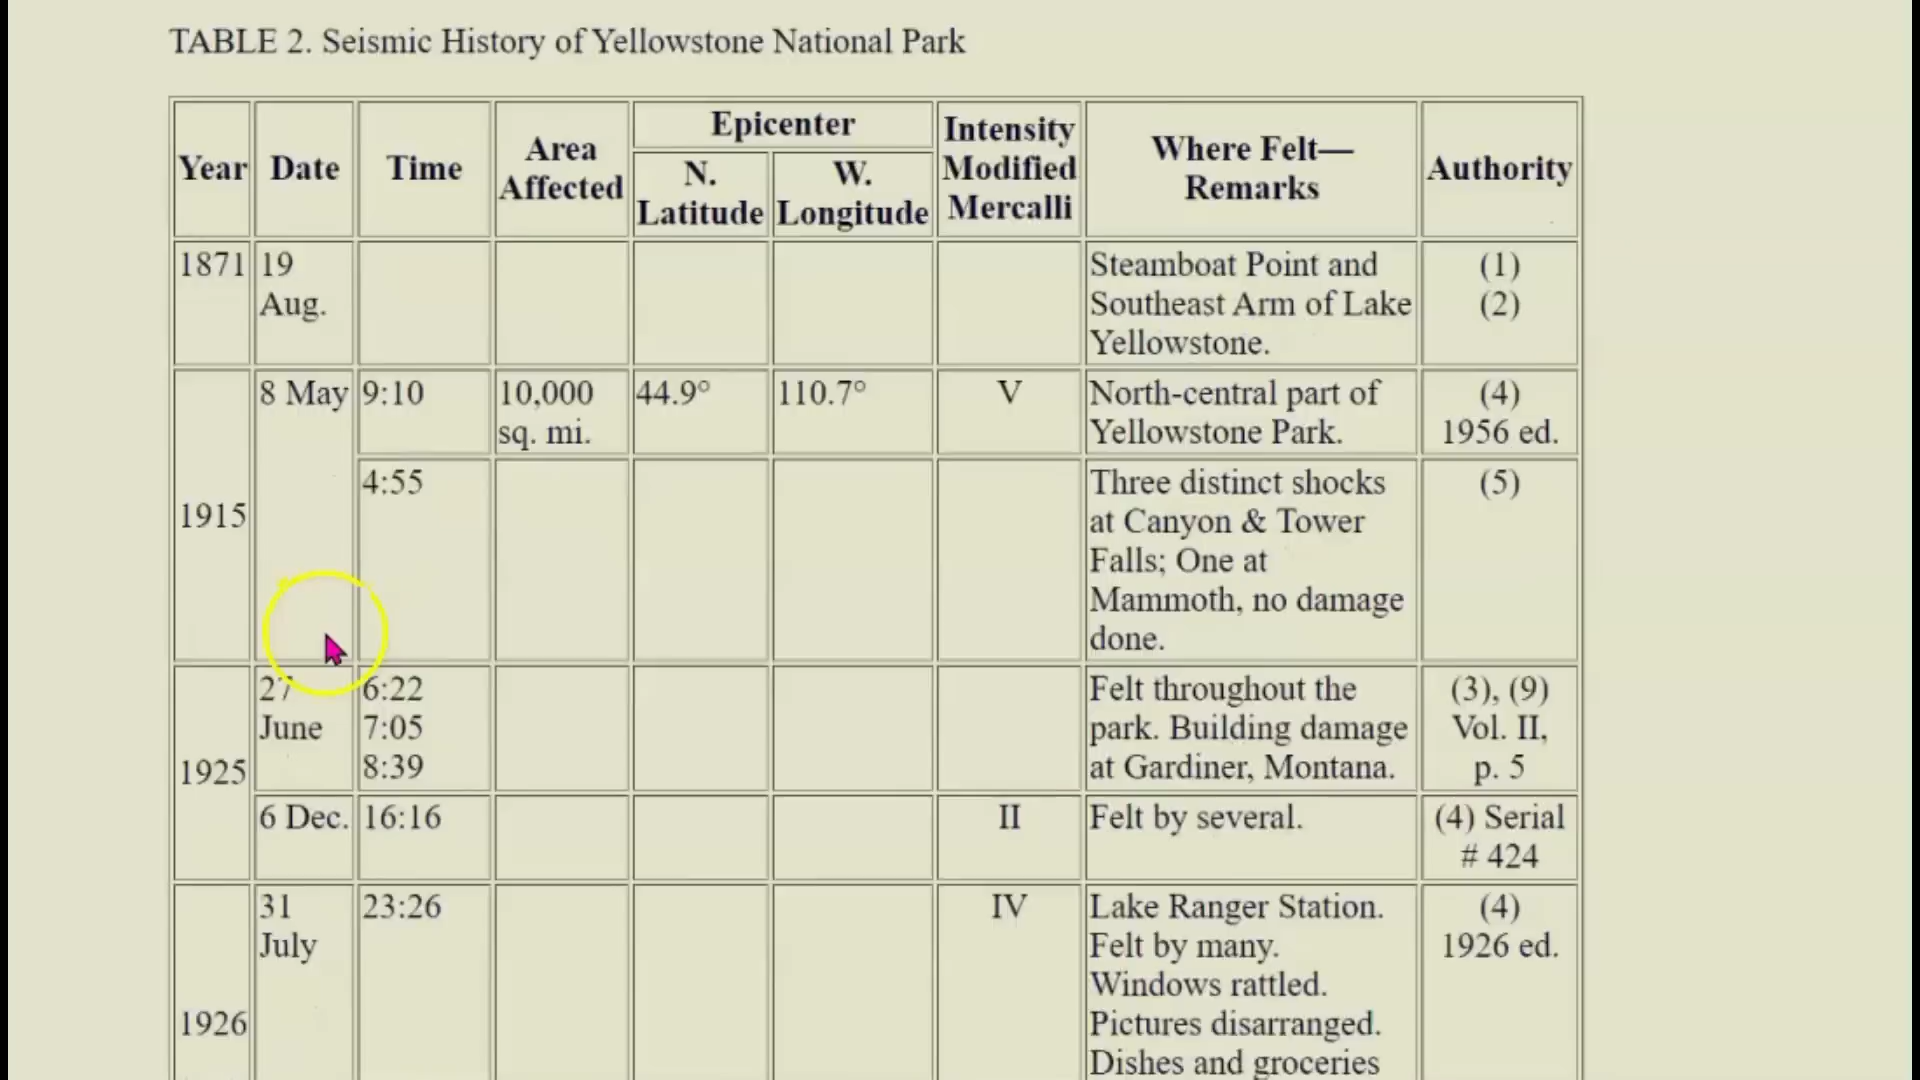 TABLE 2. Seismic History of Yellowstone National Park
Year
Date
Time
Area
Affected
Epicenter
N.
Latitude
W.
Longitude
Intensity
Modified
Mercalli
Where Felt—
Remarks
Authority
1871
19
Aug.
Steamboat Point and
Southeast Arm of Lake
Yellowstone.
(1)
(2)
1915
8 May
9:10
10,000
sq. mi.
44.9°
110.7°
V
North-central part of
Yellowstone Park.
(4)
1956 ed.
4:55
Three distinct shocks
at Canyon & Tower
Falls; One at
Mammoth, no damage
done.
(5)
1925
27
June
6:22
7:05
8:39
Felt throughout the
park. Building damage
at Gardiner, Montana.
(3), (9)
Vol. II,
p. 5
6 Dec.
16:16
II
Felt by several.
(4) Serial
# 424
1926
31
July
23:26
IV
Lake Ranger Station.
Felt by many.
Windows rattled.
Pictures disarranged.
Dishes and groceries
(4)
1926 ed.